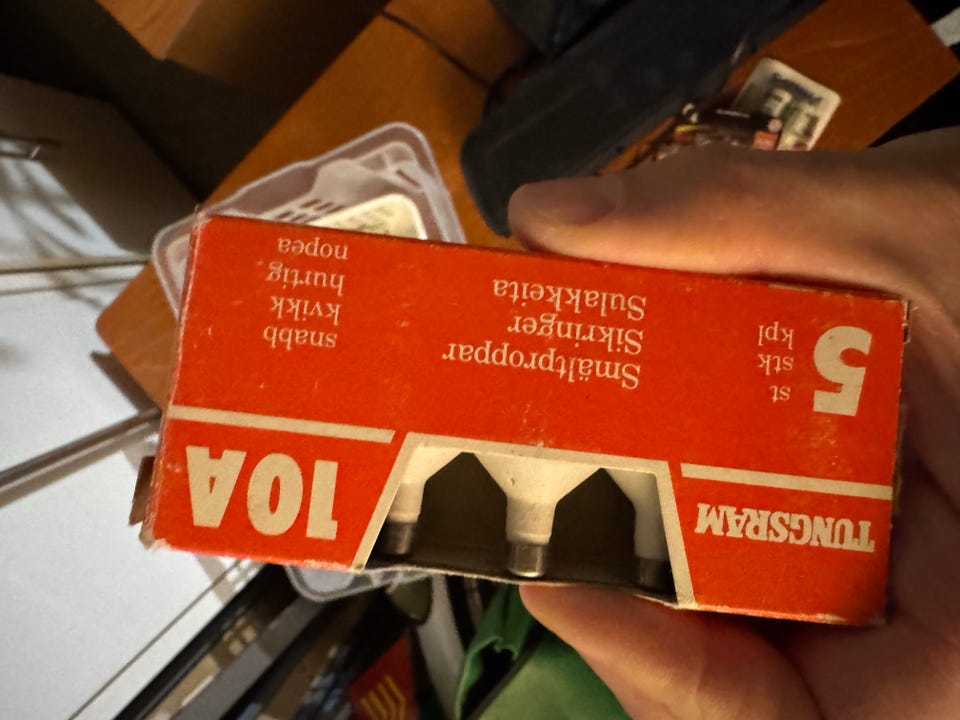 TUNGSRAM
10A
5
st
stk
kpl
Smältproppar
Sikringer
Sulakkeita
snabb
kvikk
hurtig
nopea